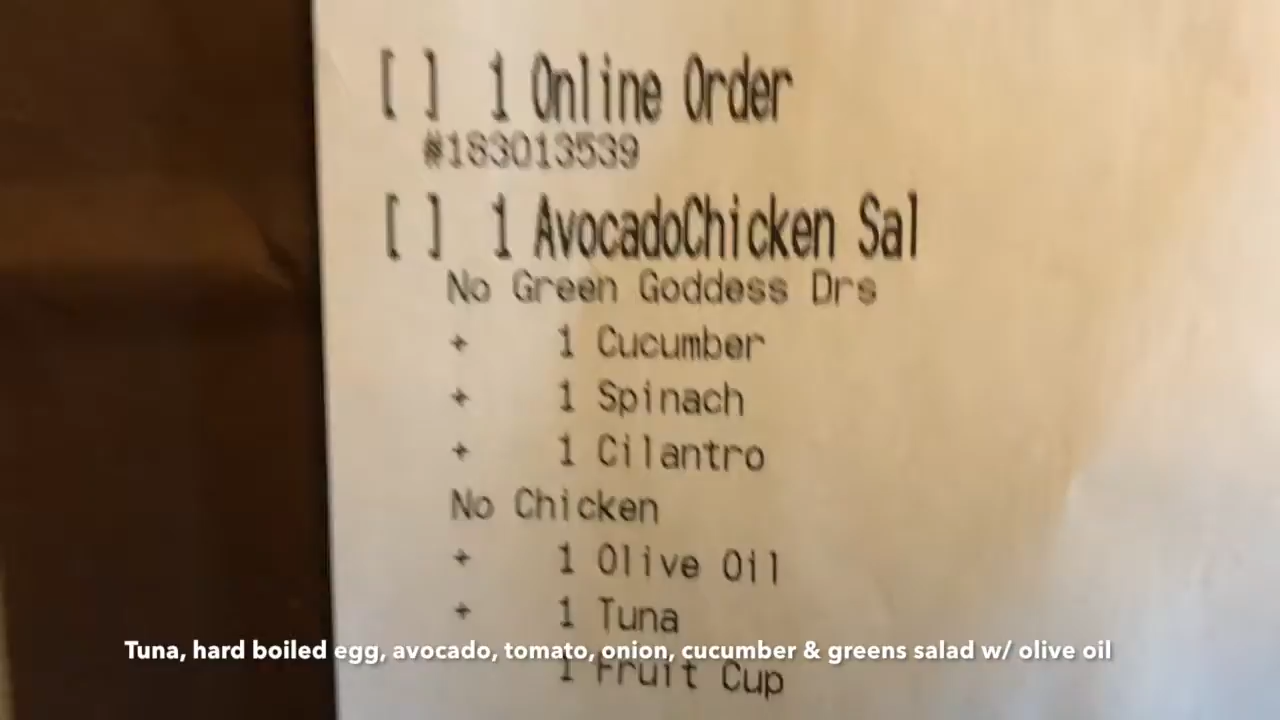 [ ] 1 Online Order
#183013539
[ ] 1 AvocadoChicken Sal
No Green Goddess Drs
+ 1 Cucumber
+ 1 Spinach
+ 1 Cilantro
No Chicken
+ 1 Olive Oil
+ 1 Tuna
Tuna, hard boiled egg, avocado, tomato, onion, cucumber & greens salad w/ olive oil
1 Fruit Cup